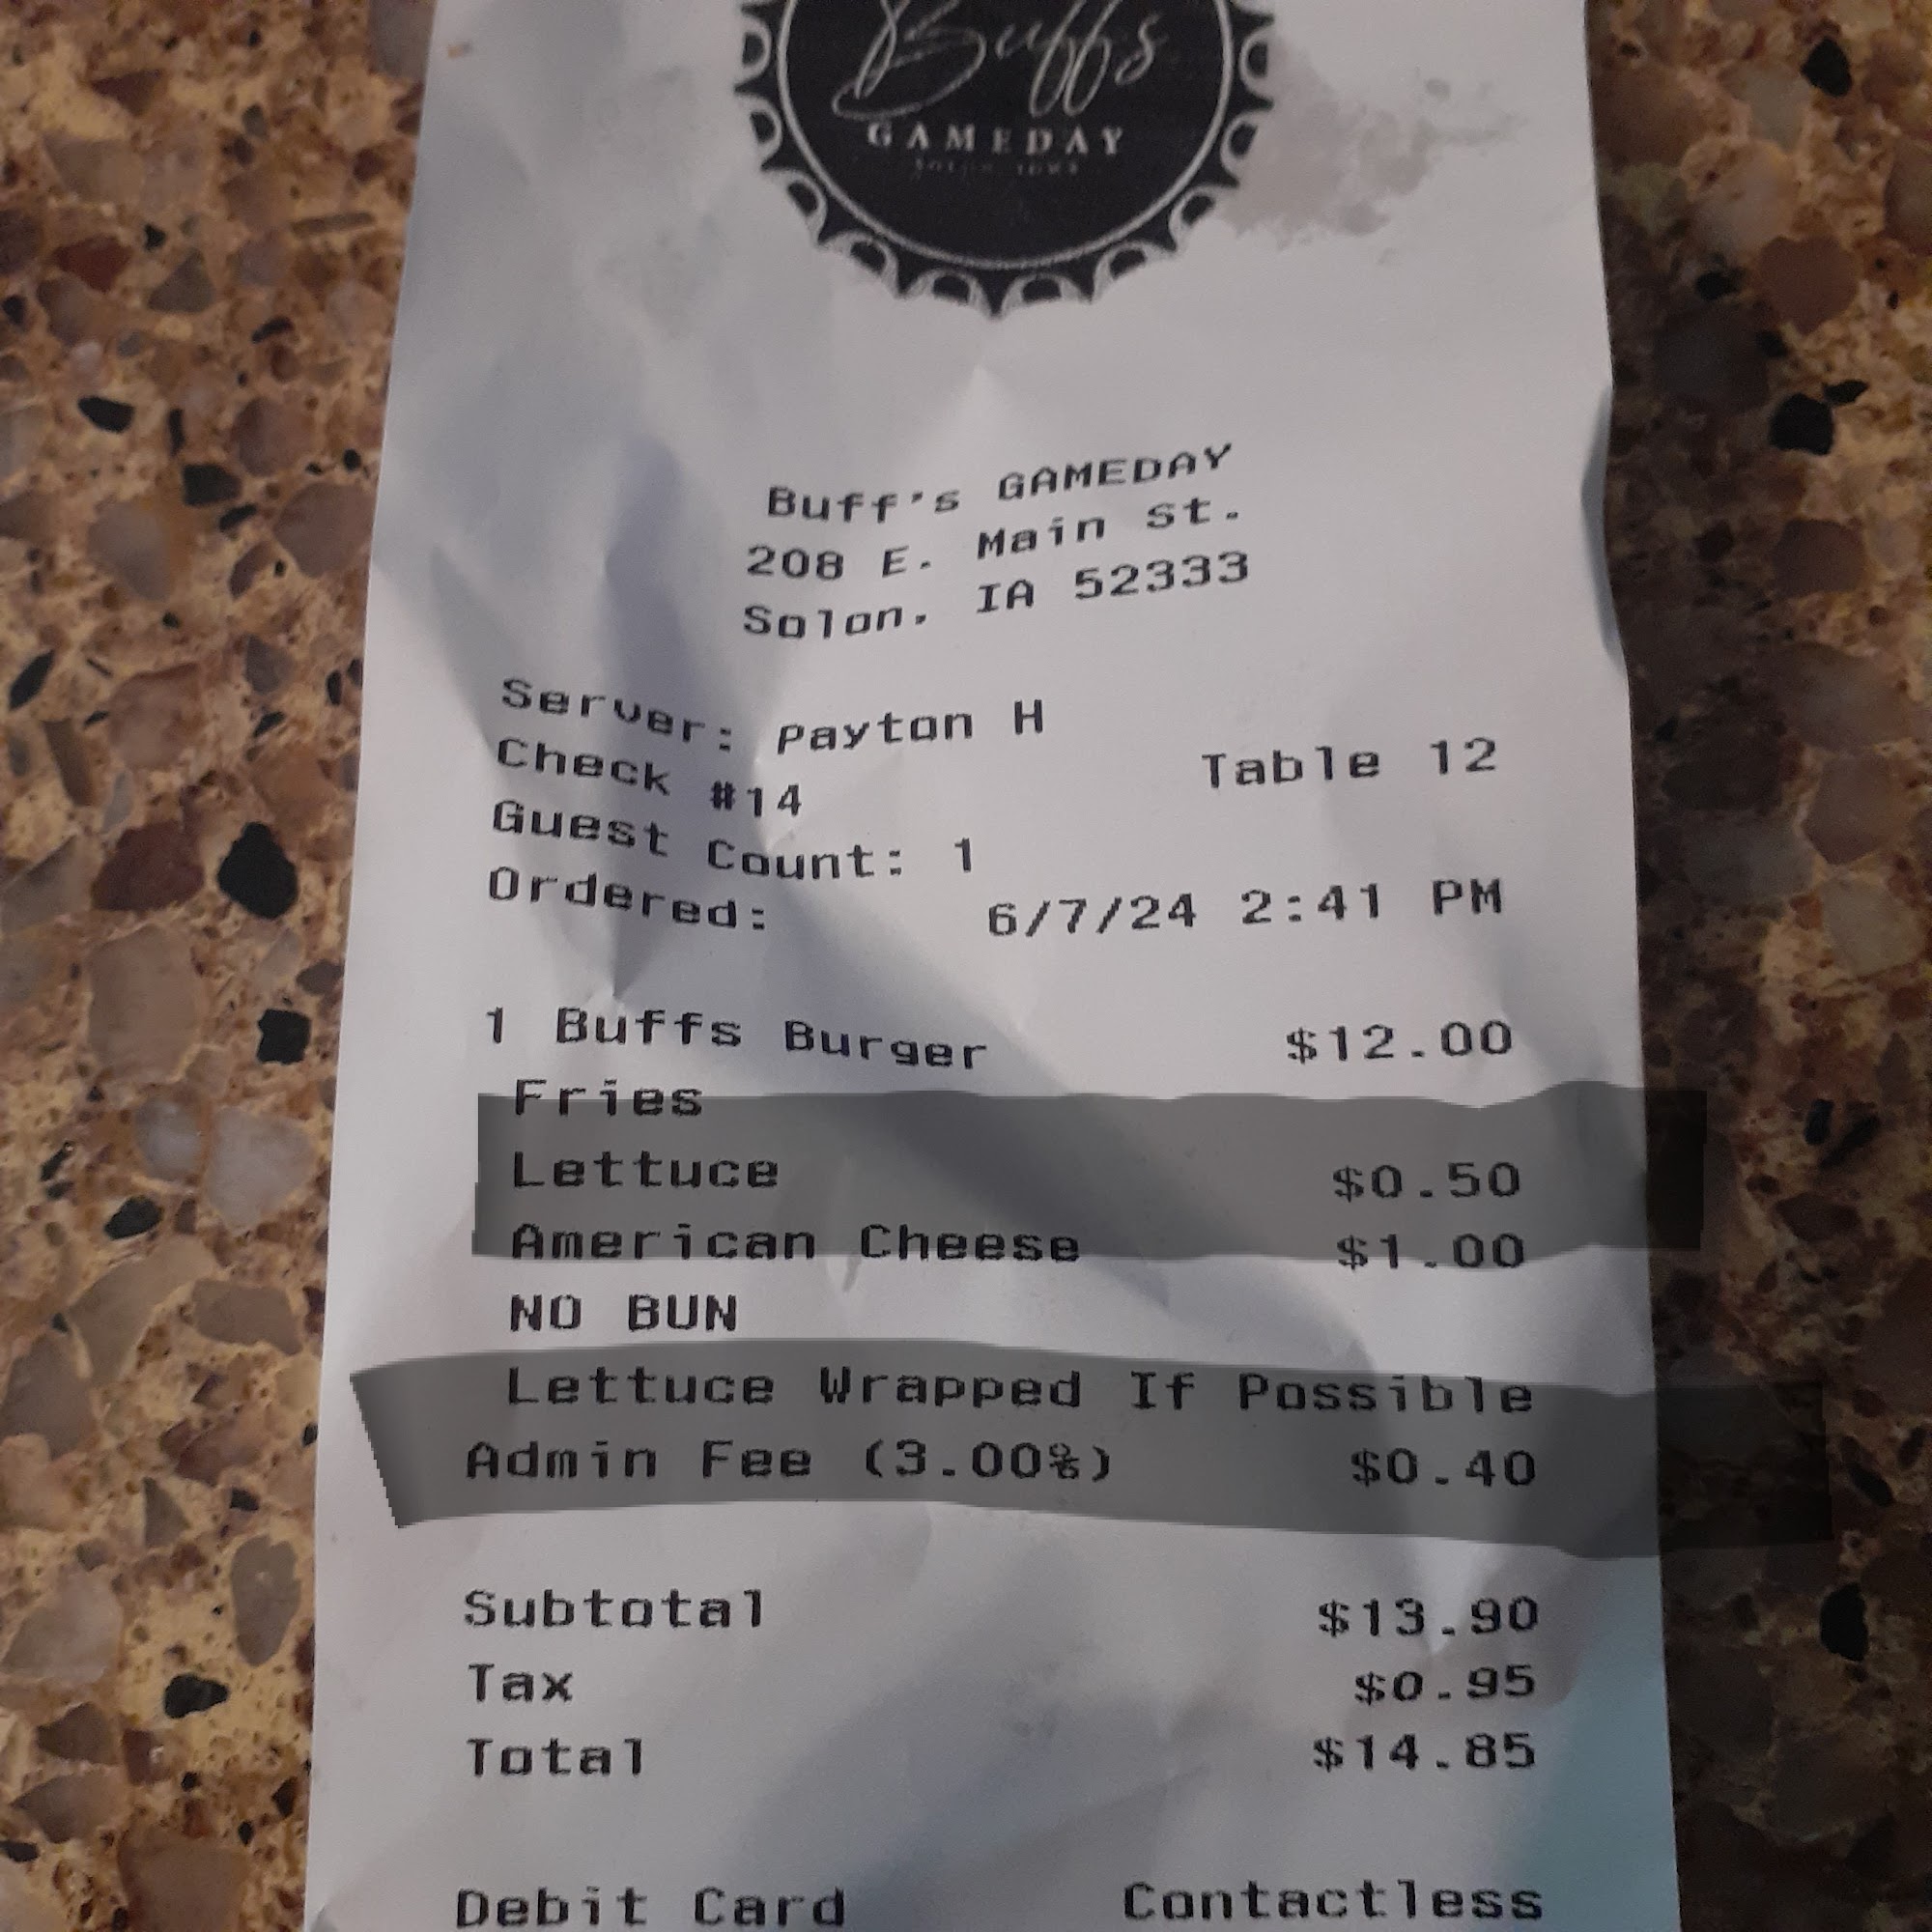 Buffs
GAMEDAY
SOLON IOWA
Buff's GAMEDAY
208 E. Main St.
Solon, IA 52333
Server: Payton H
Check #14 Table 12
Guest Count: 1
Ordered: 6/7/24 2:41 PM
1 Buffs Burger $12.00
Fries
Lettuce $0.50
American Cheese $1.00
NO BUN
Lettuce Wrapped If Possible
Admin Fee (3.00%) $0.40
Subtotal $13.90
Tax $0.95
Total $14.85
Debit Card Contactless